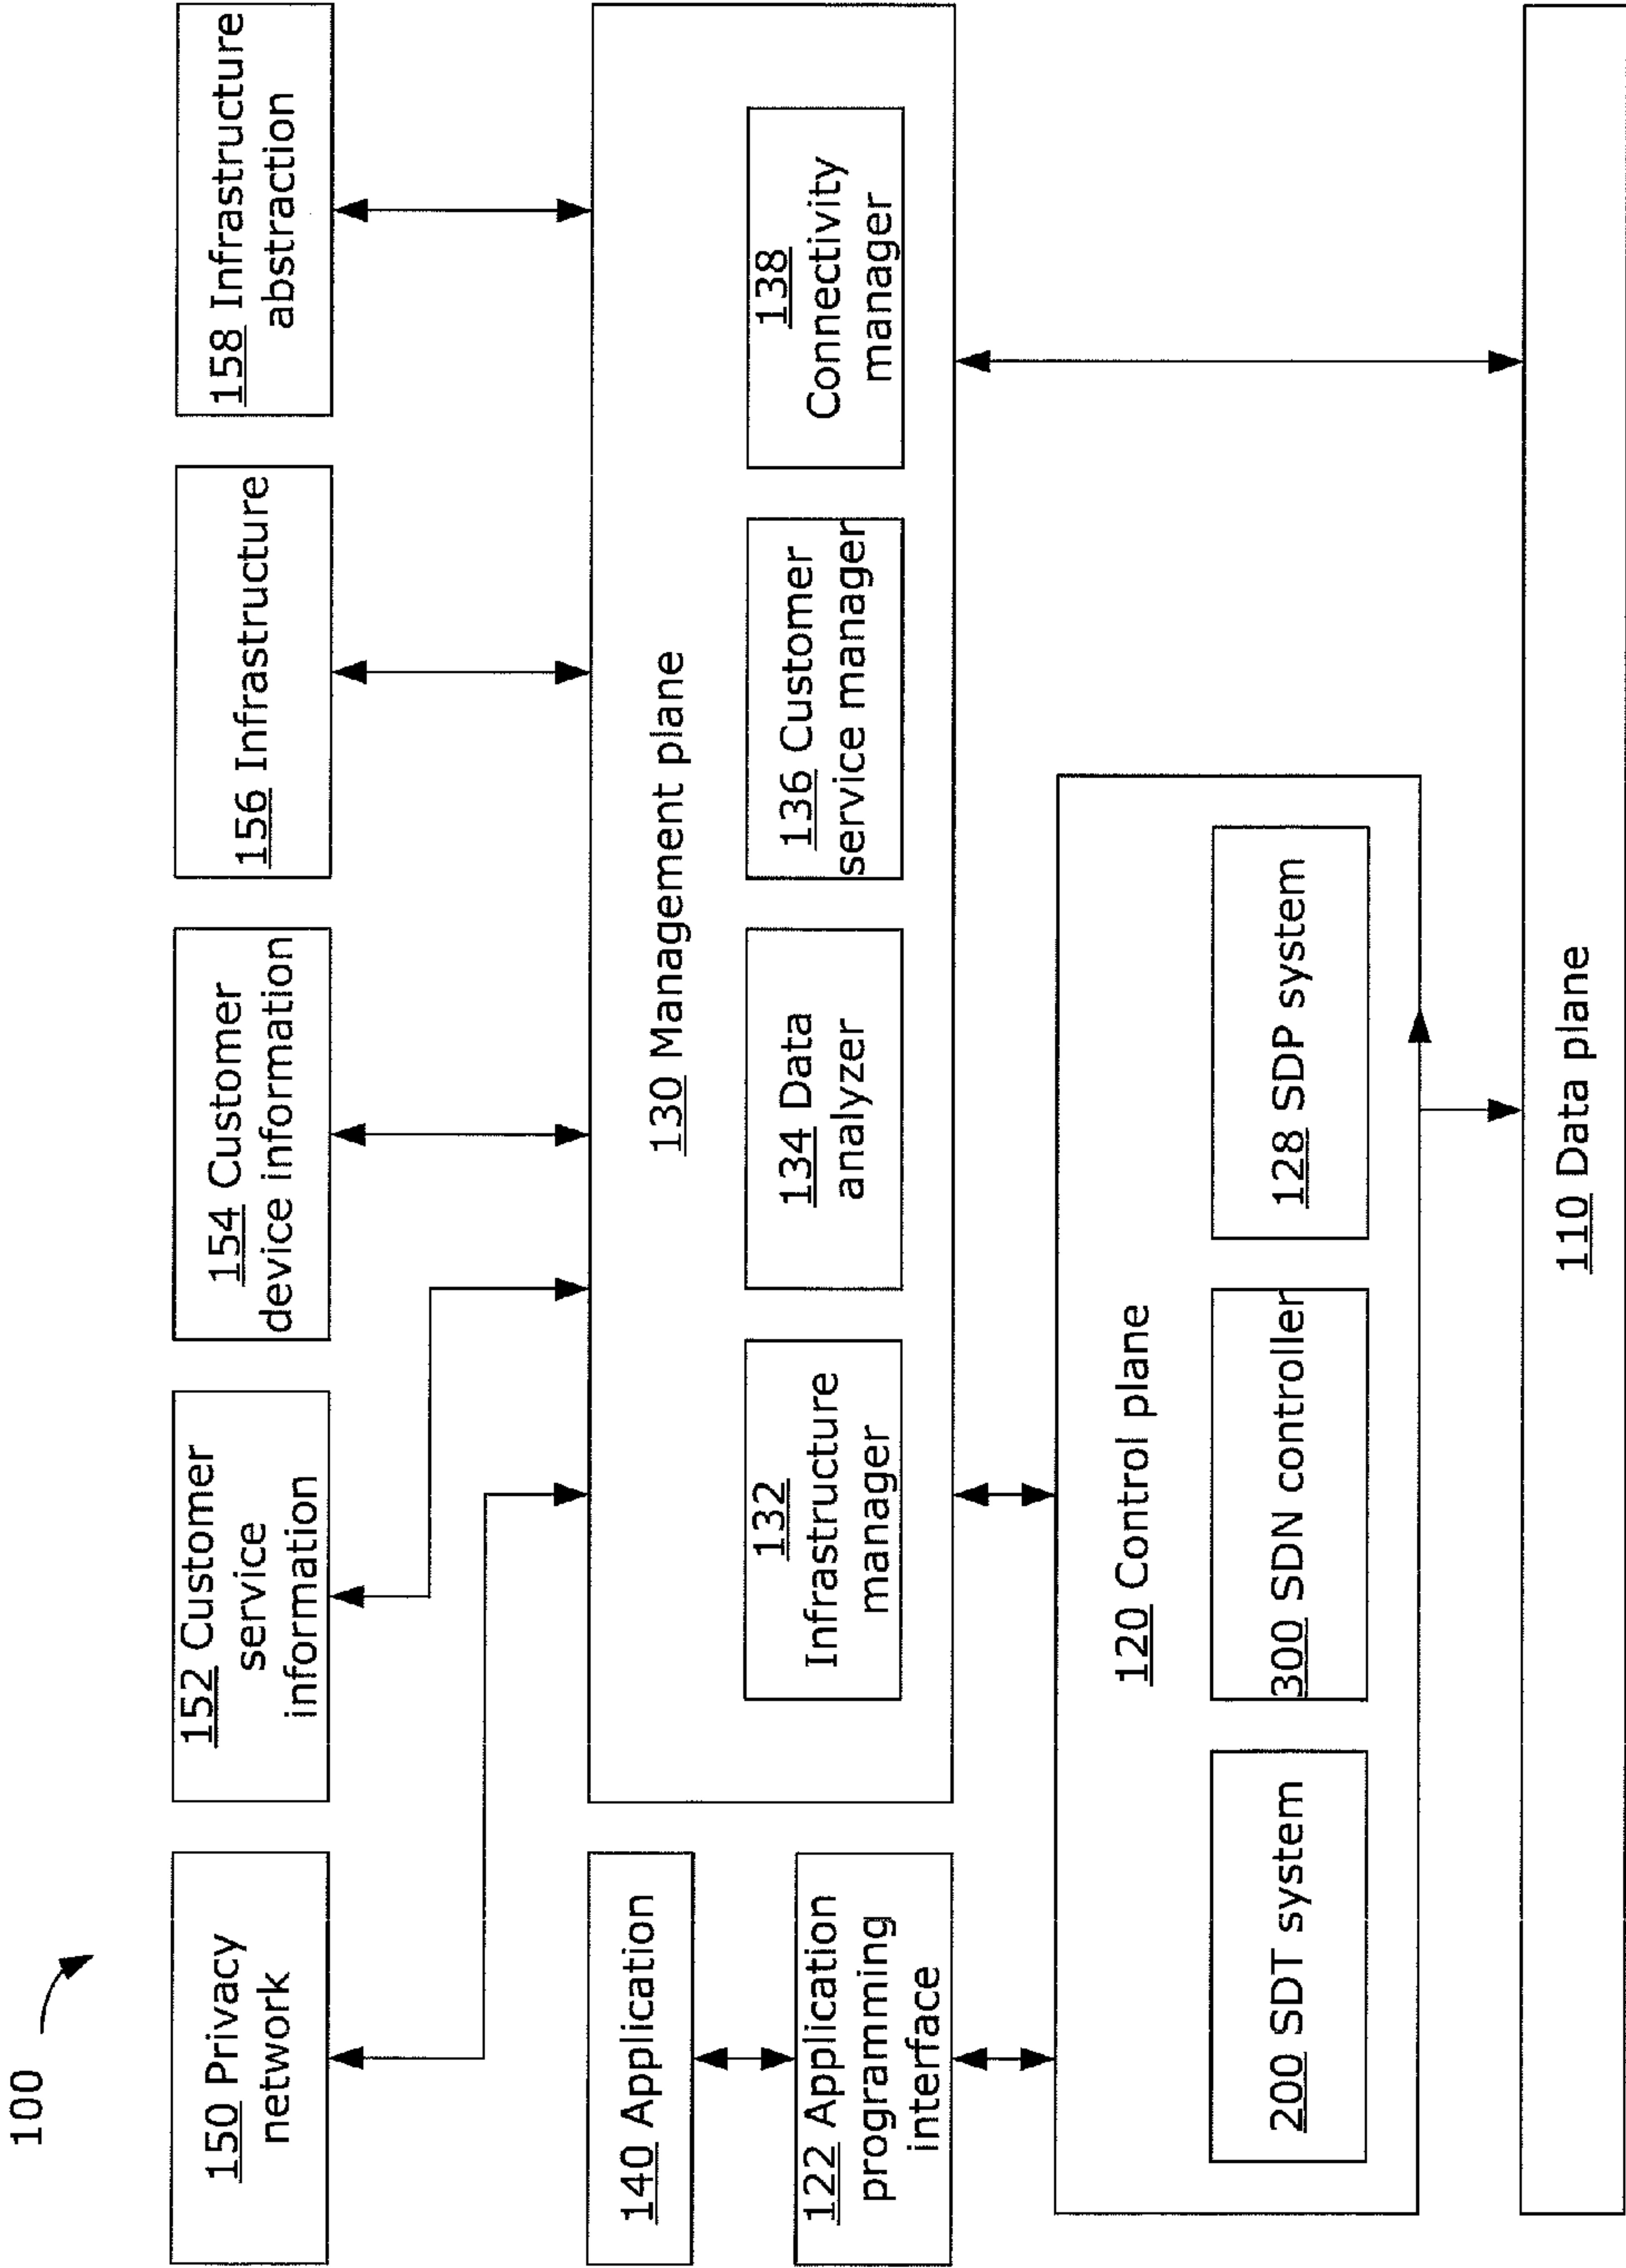 100
150 Privacy
network
152 Customer
service
information
154 Customer
device information
156 Infrastructure
158 Infrastructure
abstraction
140 Application
122 Application
programming
interface
130 Management plane
132
Infrastructure
manager
134 Data
analyzer
136 Customer
service manager
138
Connectivity
manager
120 Control plane
200 SDT system
300 SDN controller
128 SDP system
110 Data plane